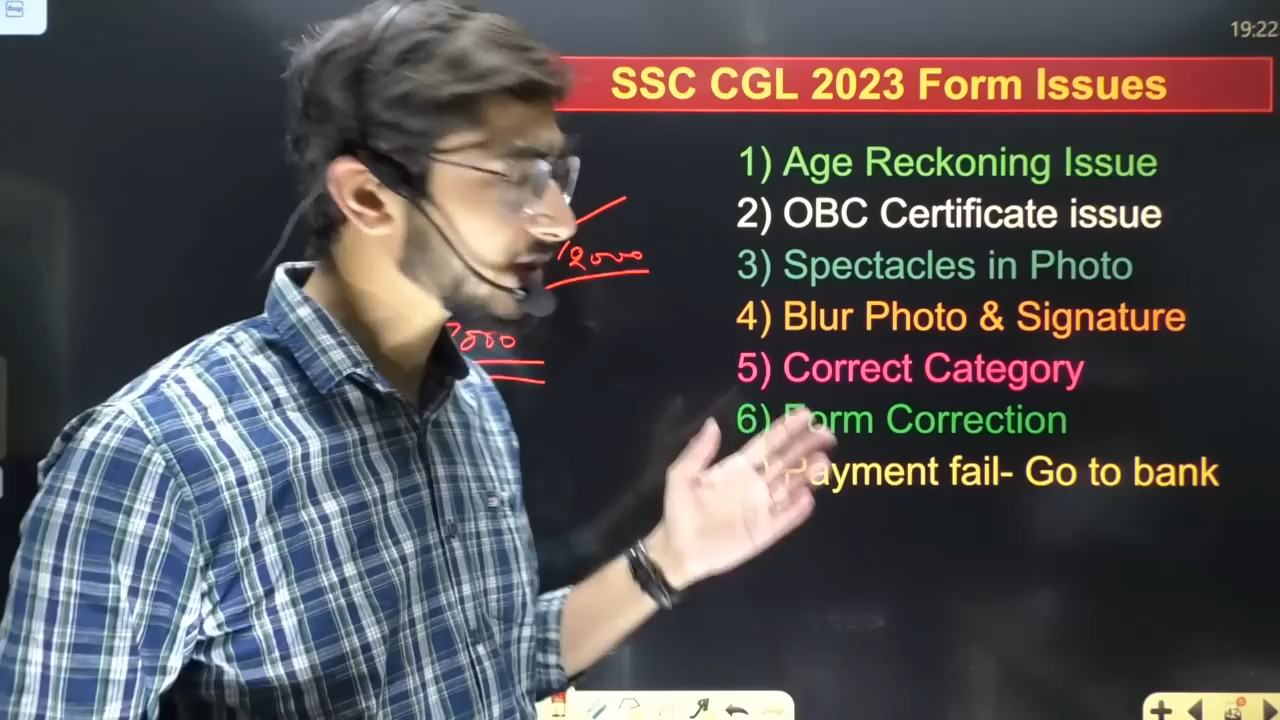 19:22
SSC CGL 2023 Form Issues
1) Age Reckoning Issue
2) OBC Certificate issue
3) Spectacles in Photo
4) Blur Photo & Signature
5) Correct Category
6) Form Correction
Payment fail- Go to bank